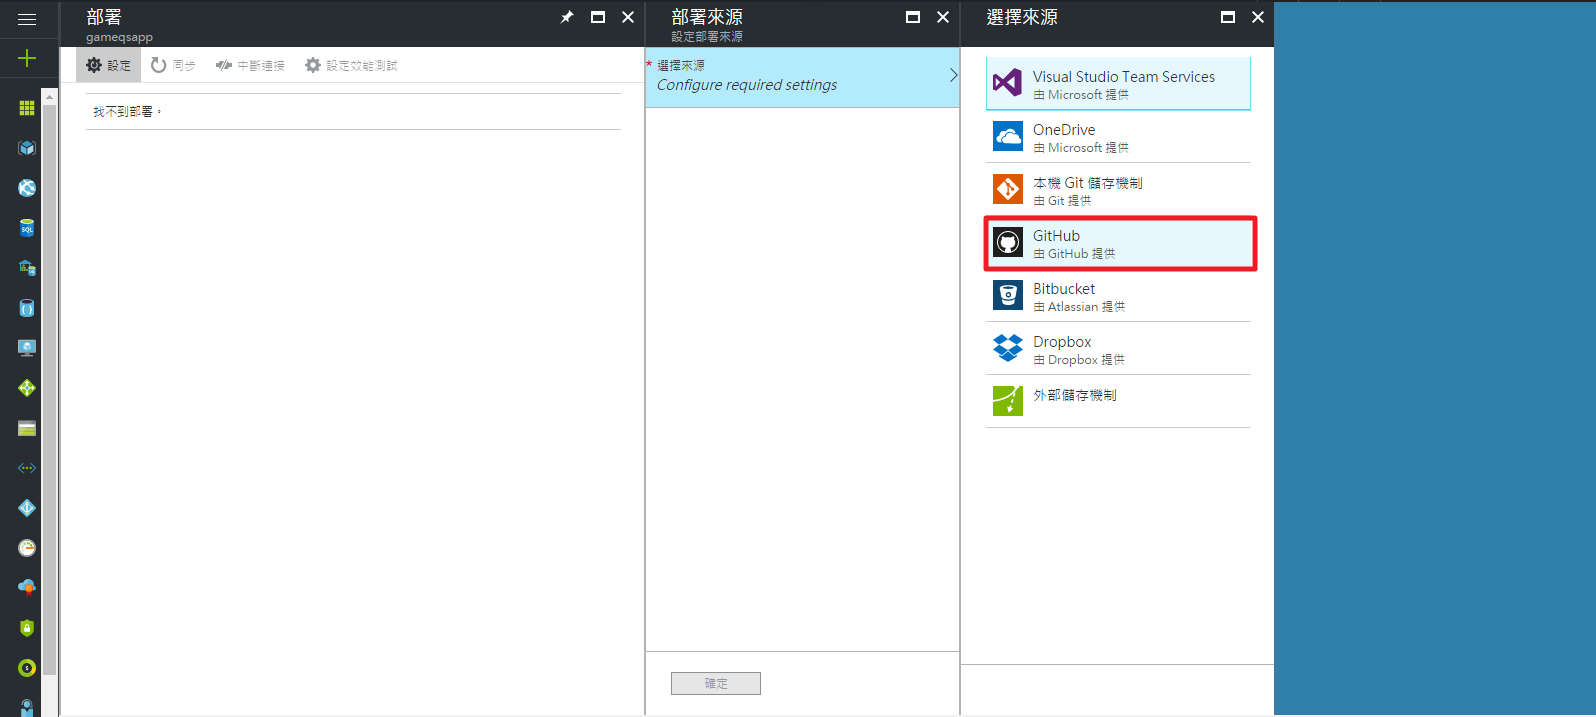 部署
gameqsapp
設定
同步
中斷連接
設定效能測試
找不到部署。
部署來源
設定部署來源
* 選擇來源
Configure required settings
確定
選擇來源
Visual Studio Team Services
由 Microsoft 提供
OneDrive
由 Microsoft 提供
本機 Git 儲存機制
由 Git 提供
GitHub
由 GitHub 提供
Bitbucket
由 Atlassian 提供
Dropbox
由 Dropbox 提供
外部儲存機制
SQL